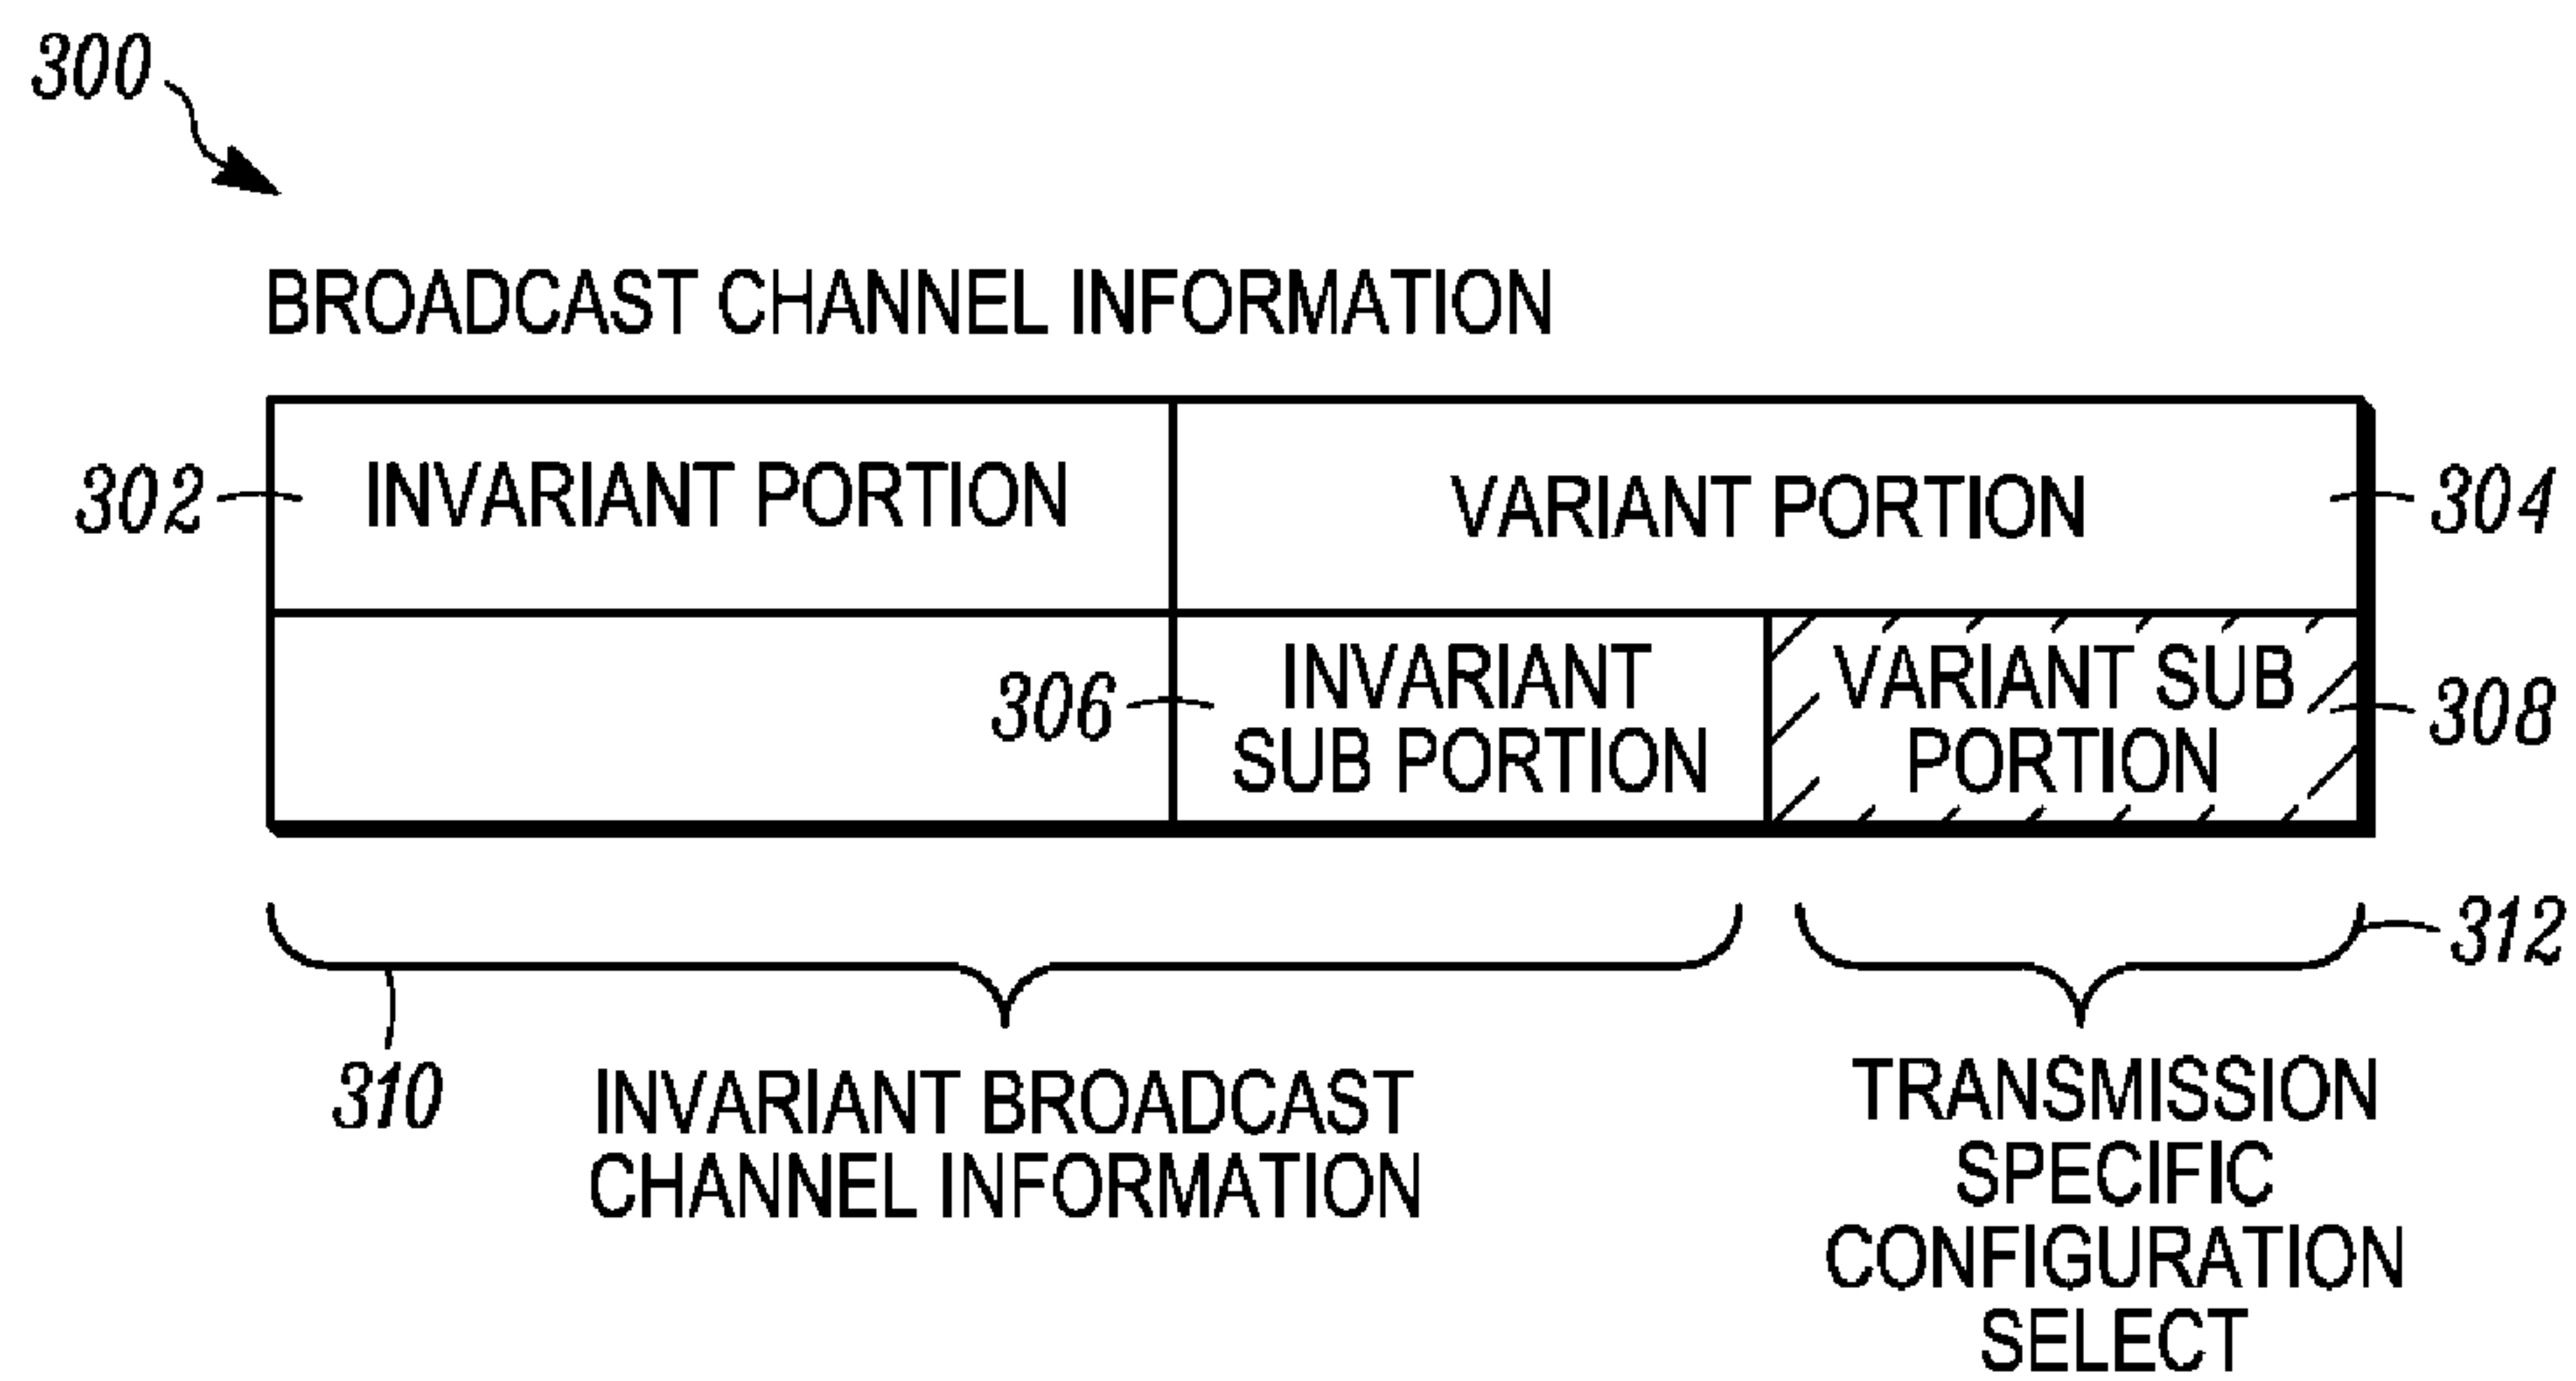 300
BROADCAST CHANNEL INFORMATION
302
INVARIANT PORTION
VARIANT PORTION
304
306
INVARIANT
SUB PORTION
VARIANT SUB
PORTION
308
310
INVARIANT BROADCAST
CHANNEL INFORMATION
312
TRANSMISSION
SPECIFIC
CONFIGURATION
SELECT